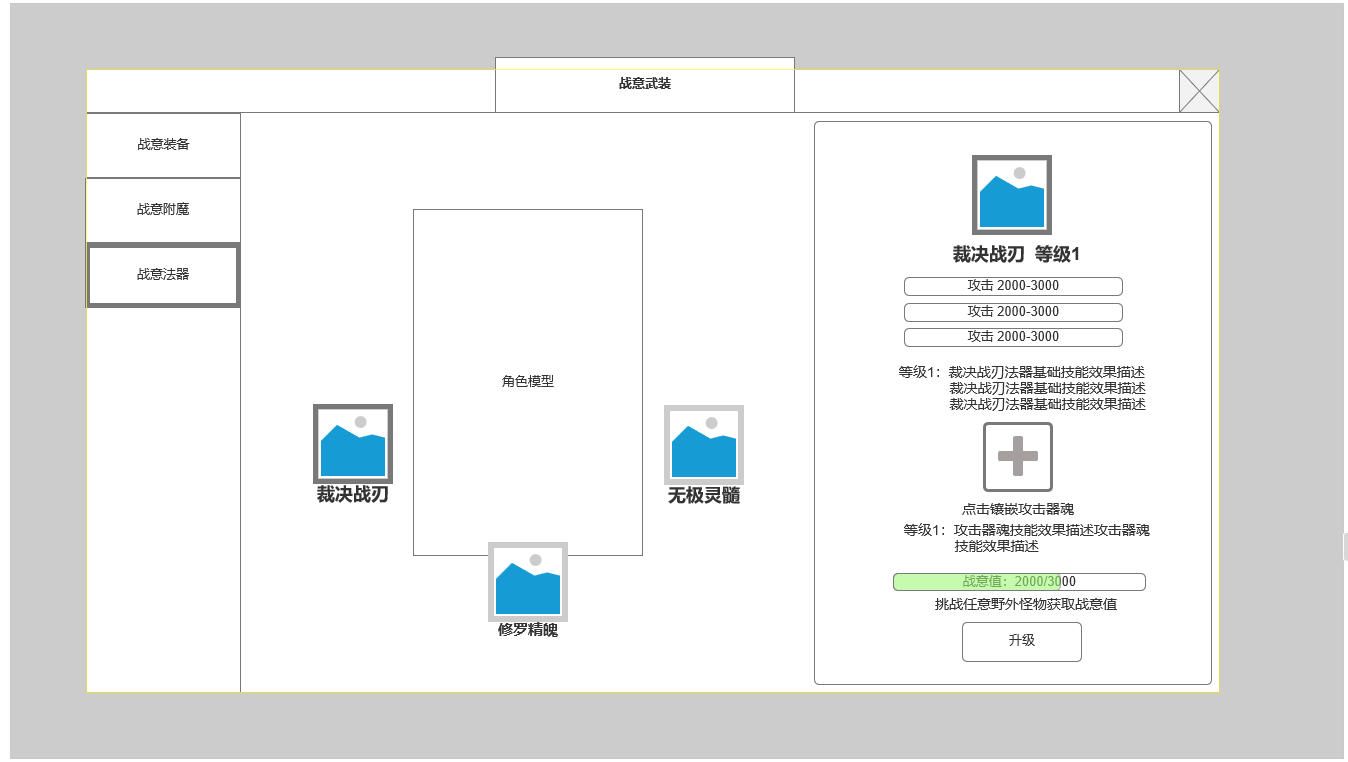 战意武装
战意装备
战意附魔
战意法器
角色模型
裁决战刃
无极灵髓
修罗精魄
裁决战刃 等级1
攻击 2000-3000
攻击 2000-3000
攻击 2000-3000
等级1：裁决战刃法器基础技能效果描述
裁决战刃法器基础技能效果描述
裁决战刃法器基础技能效果描述
点击镶嵌攻击器魂
等级1：攻击器魂技能效果描述攻击器魂
技能效果描述
战意值：2000/3000
挑战任意野外怪物获取战意值
升级